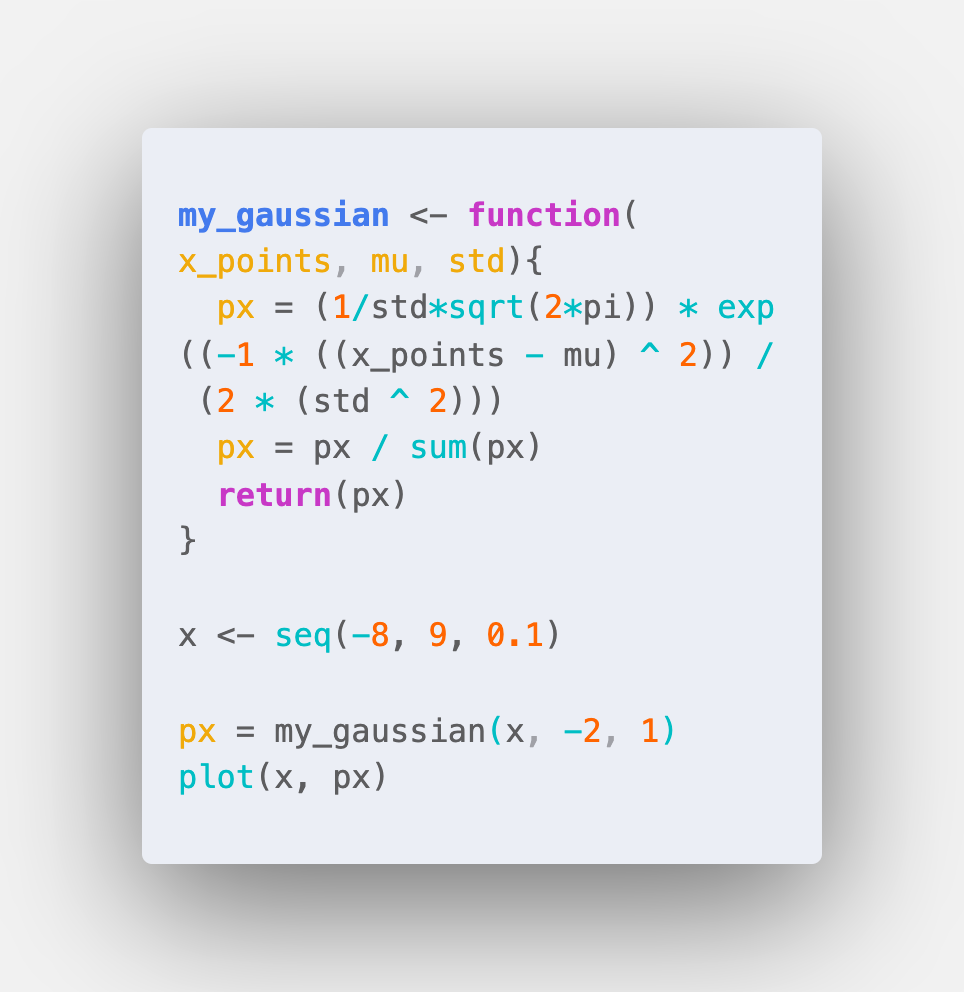 my_gaussian <- function(
x_points, mu, std){
  px = (1/std*sqrt(2*pi)) * exp
((-1 * ((x_points - mu) ^ 2)) /
 (2 * (std ^ 2)))
  px = px / sum(px)
  return(px)
}
x <- seq(-8, 9, 0.1)
px = my_gaussian(x, -2, 1)
plot(x, px)